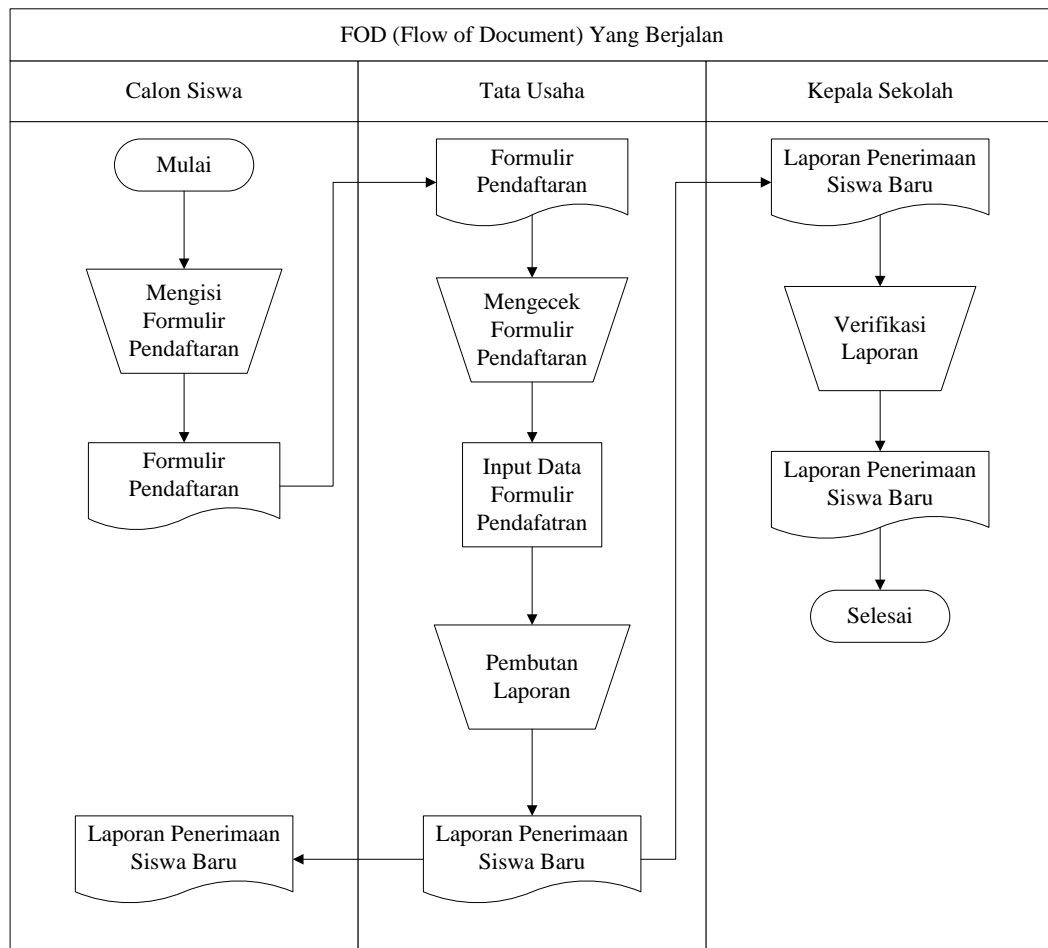 FOD (Flow of Document) Yang Berjalan
Calon Siswa
Tata Usaha
Kepala Sekolah
Mulai
Mengisi
Formulir
Pendaftaran
Formulir
Pendaftaran
Laporan Penerimaan
Siswa Baru
Formulir
Pendaftaran
Mengecek
Formulir
Pendaftaran
Input Data
Formulir
Pendafatran
Pembutan
Laporan
Laporan Penerimaan
Siswa Baru
Laporan Penerimaan
Siswa Baru
Verifikasi
Laporan
Laporan Penerimaan
Siswa Baru
Selesai